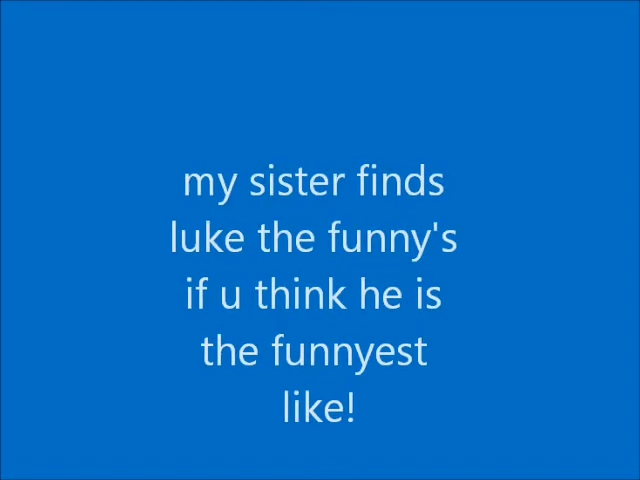 my sister finds
luke the funny's
if u think he is
the funnyest
like!